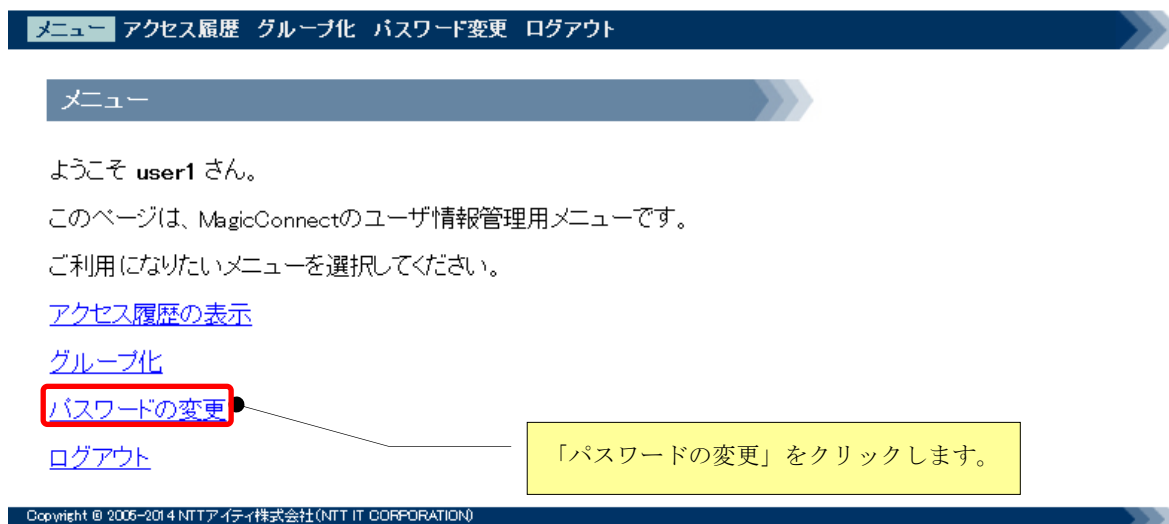 メニュー アクセス履歴 グループ化 パスワード変更 ログアウト
メニュー
ようこそ user1 さん。
このページは、MagicConnectのユーザ情報管理用メニューです。
ご利用になりたいメニューを選択してください。
アクセス履歴の表示
グループ化
パスワードの変更
「パスワードの変更」をクリックします。
ログアウト
Copyright © 2005-2014 NTTアイティ株式会社(NTT IT CORPORATION)